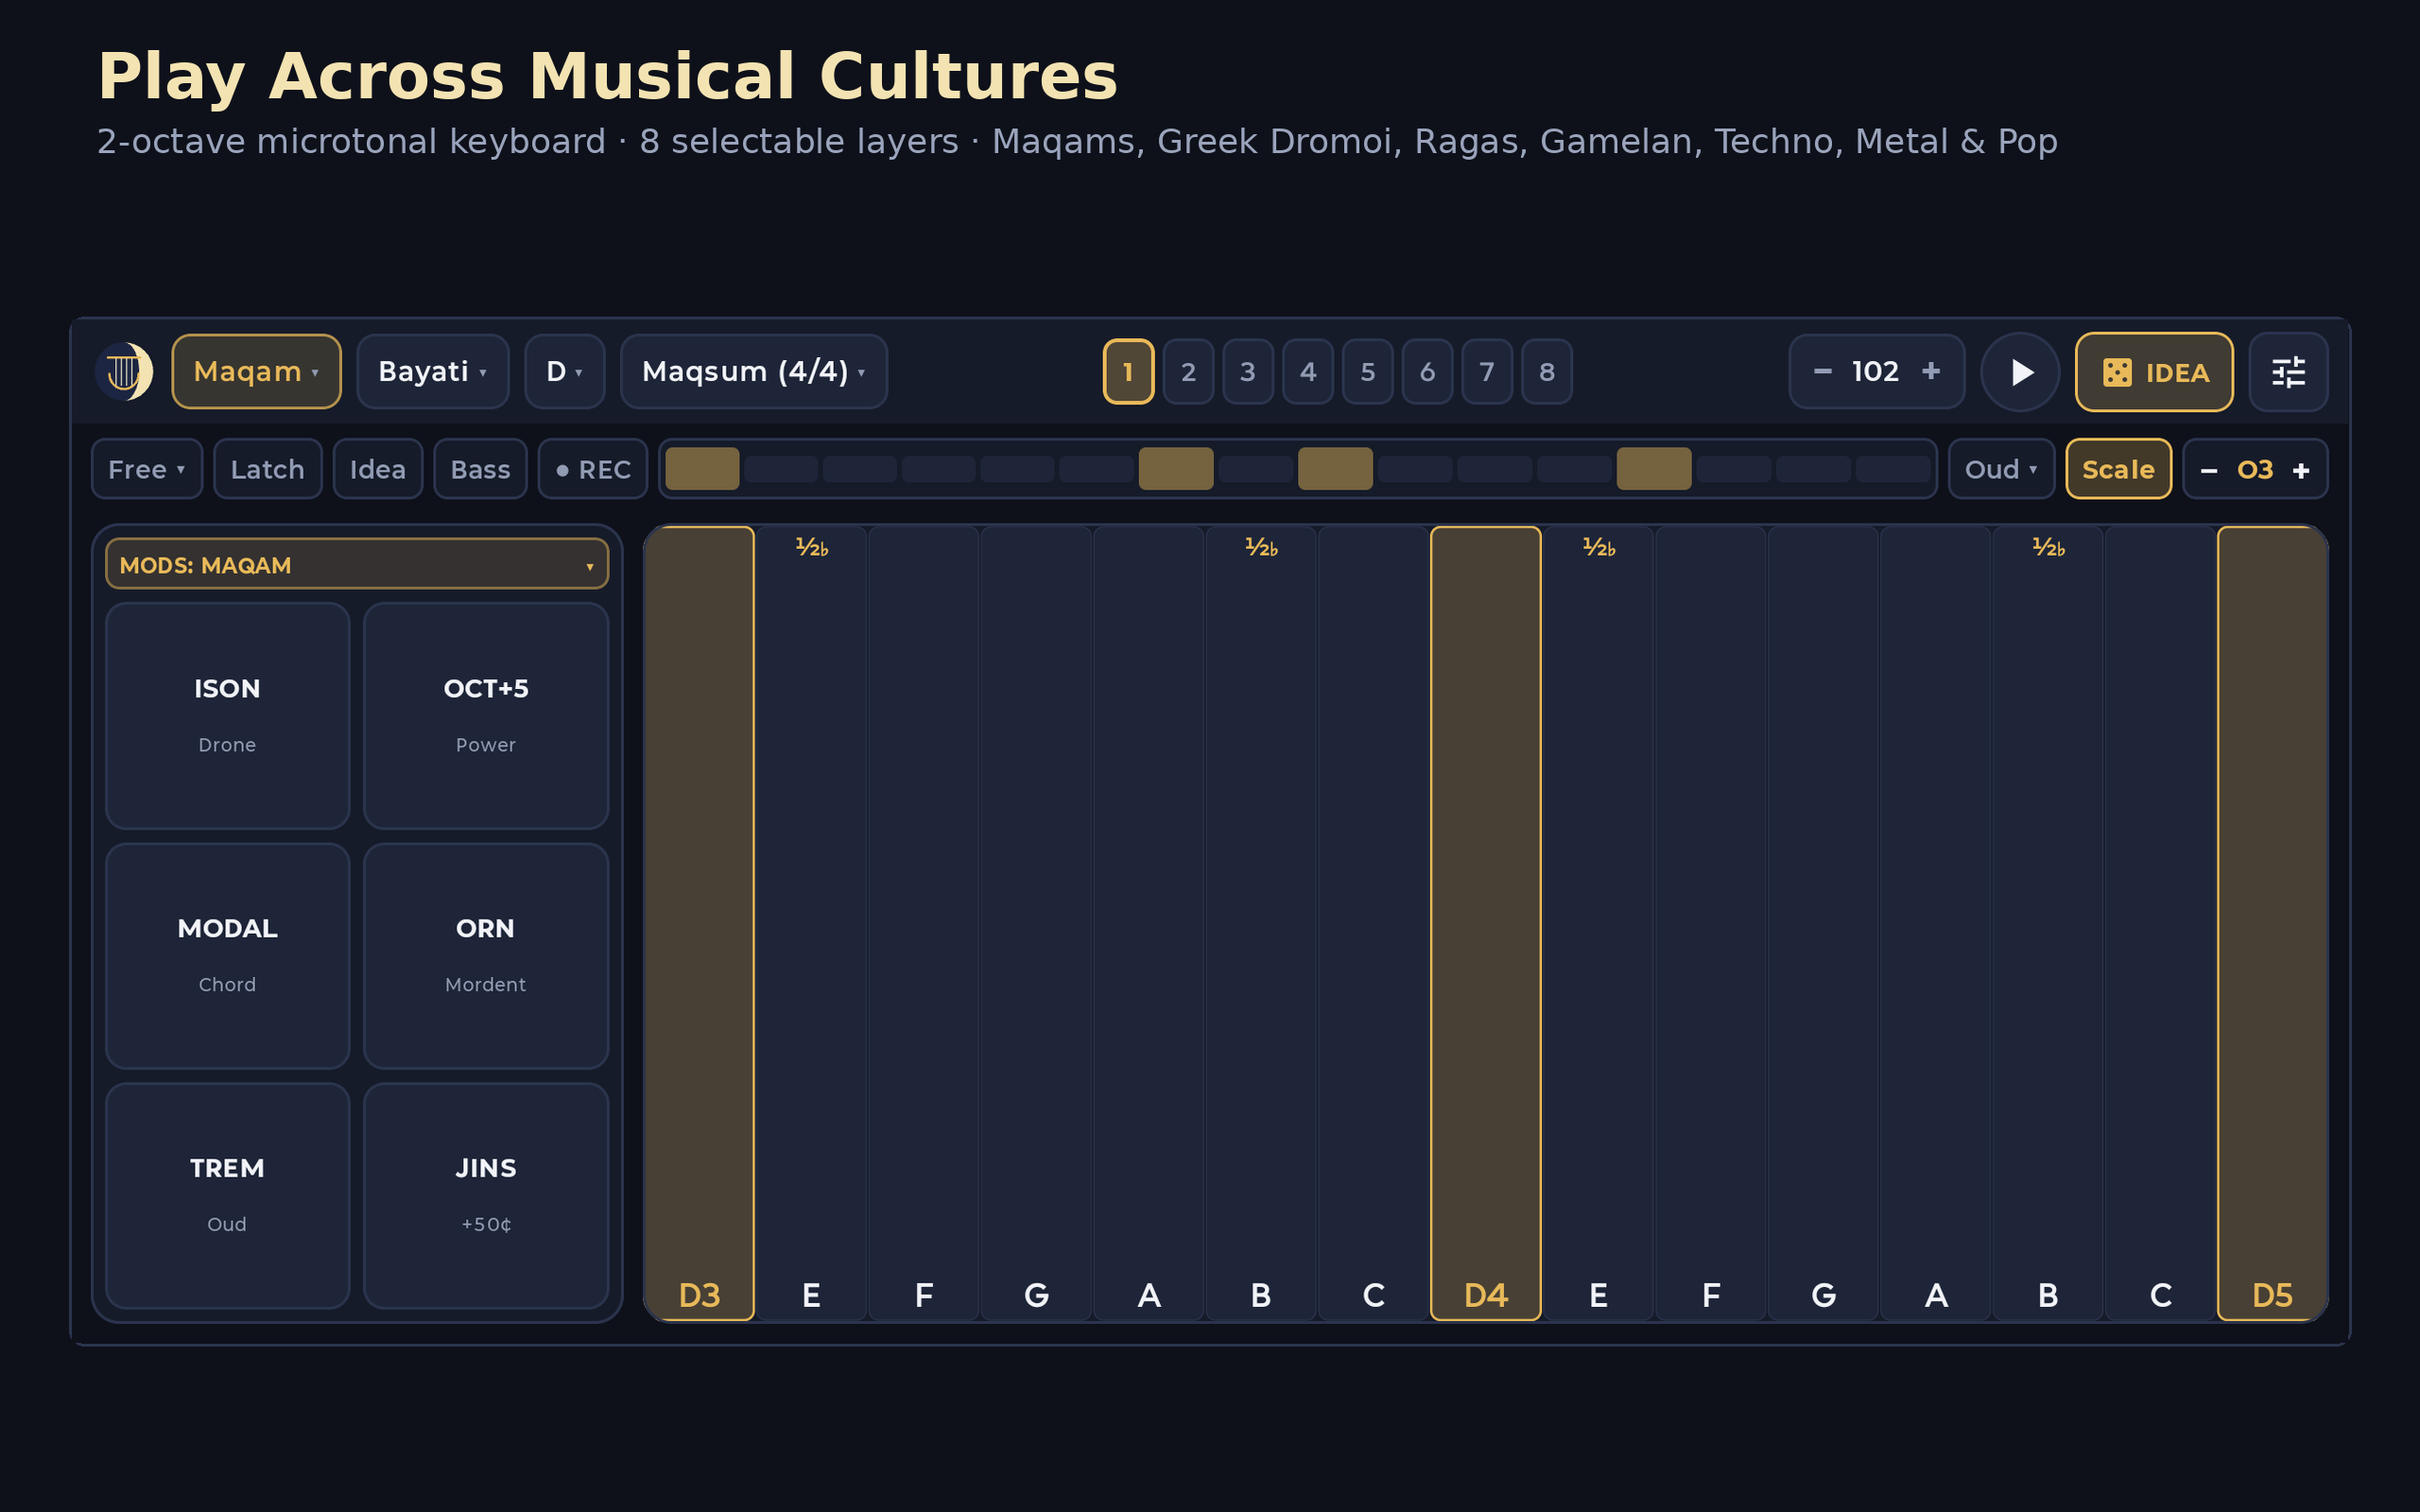 Play Across Musical Cultures
2-octave microtonal keyboard · 8 selectable layers · Maqams, Greek Dromoi, Ragas, Gamelan, Techno, Metal & Pop
Maqam ▾ Bayati ▾ D ▾ Maqsum (4/4) ▾ 1 2 3 4 5 6 7 8 − 102 + IDEA
Free ▾ Latch Idea Bass ● REC Oud ▾ Scale − O3 +
MODS: MAQAM ▾
ISON OCT+5
Drone Power
MODAL ORN
Chord Mordent
TREM JINS
Oud +50¢
½♭ ½♭ ½♭ ½♭
D3 E F G A B C D4 E F G A B C D5